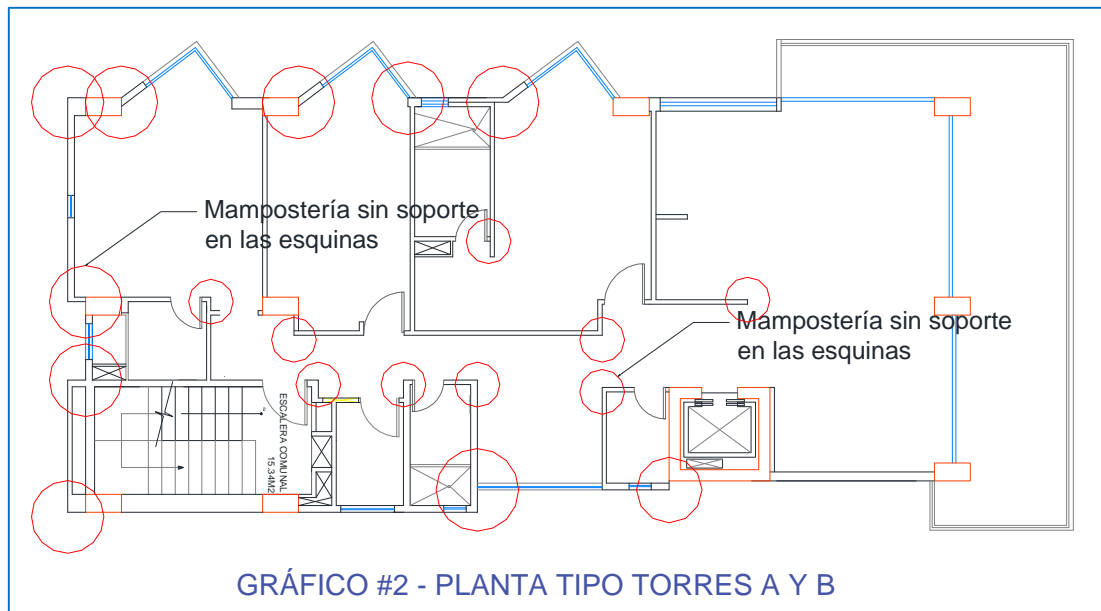 Mampostería sin soporte
en las esquinas
Mampostería sin soporte
en las esquinas
ESCALERA COMUNAL
15.34M2
GRÁFICO #2 - PLANTA TIPO TORRES A Y B